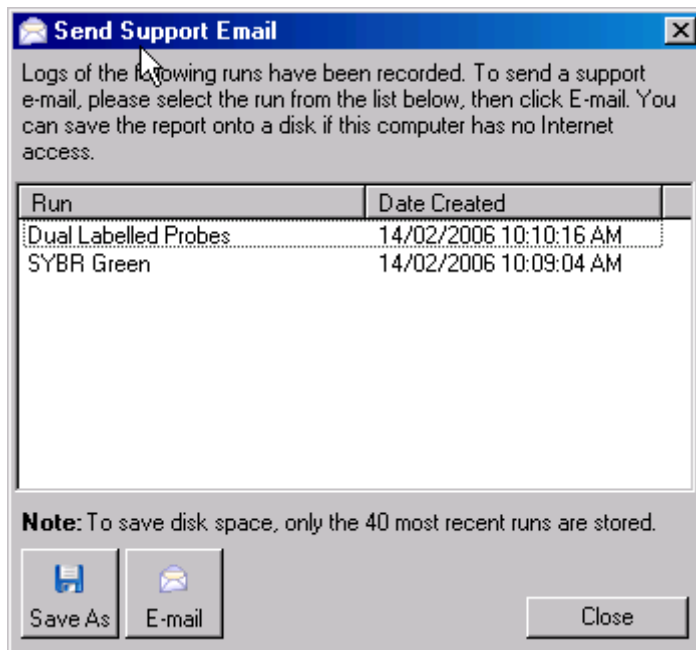 Send Support Email
Logs of the following runs have been recorded. To send a support
e-mail, please select the run from the list below, then click E-mail. You
can save the report onto a disk if this computer has no Internet
access.
Run Date Created
Dual Labelled Probes 14/02/2006 10:10:16 AM
SYBR Green 14/02/2006 10:09:04 AM
Note: To save disk space, only the 40 most recent runs are stored.
Save As E-mail Close